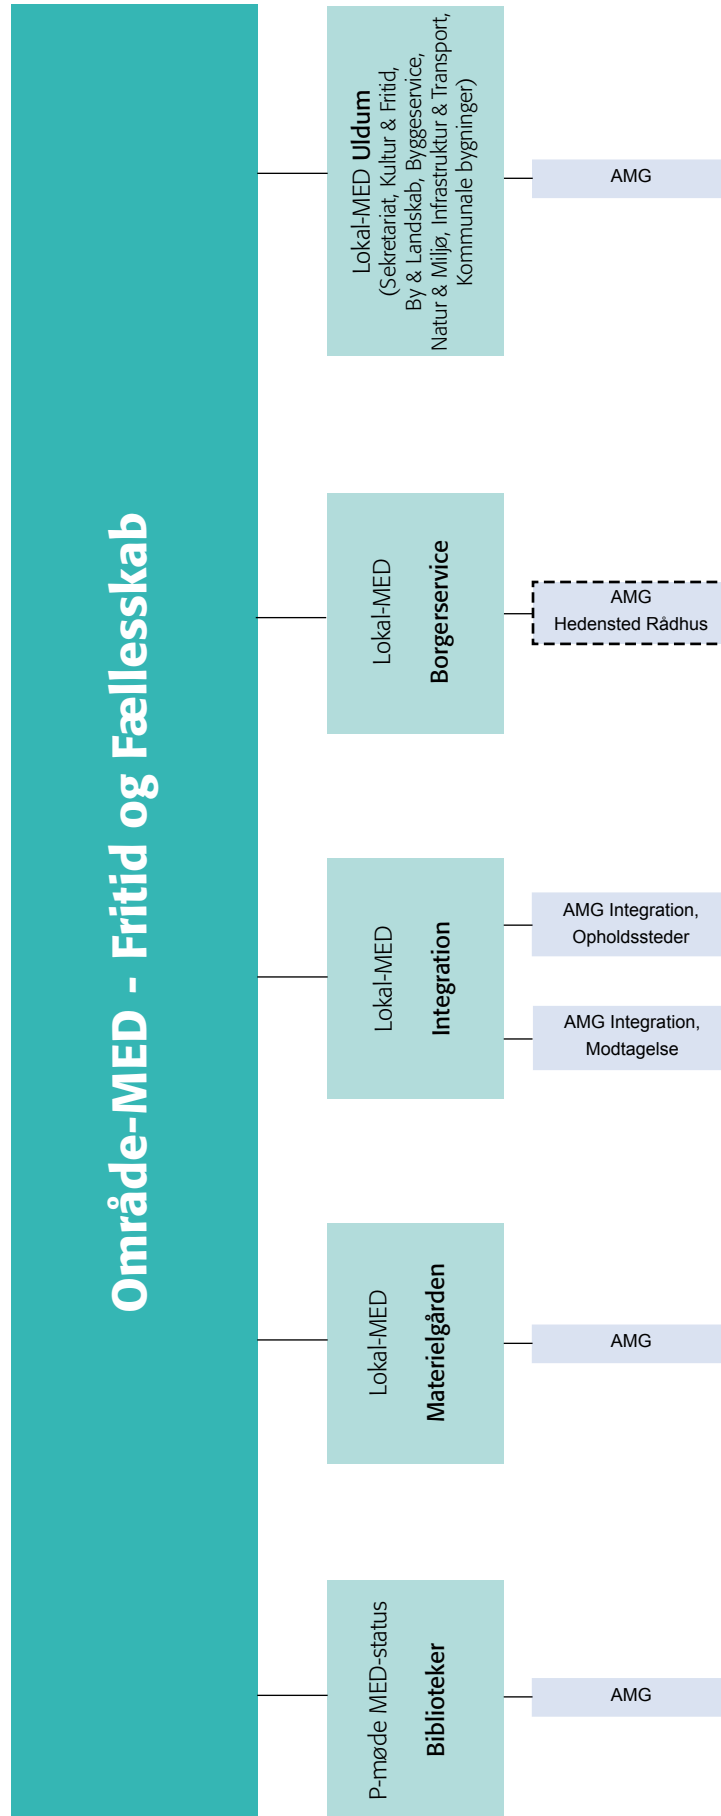 Område-MED - Fritid og Fællesskab
P-møde MED-status
Biblioteker
AMG
Lokal-MED
Materielgården
AMG
Lokal-MED
Integration
AMG Integration,
Modtagelse
AMG Integration,
Opholdssteder
Lokal-MED
Borgerservice
AMG
Hedensted Rådhus
Lokal-MED Uldum
(Sekretariat, Kultur & Fritid,
By & Landskab, Byggeservice,
Natur & Miljø, Infrastruktur & Transport,
Kommunale bygninger)
AMG